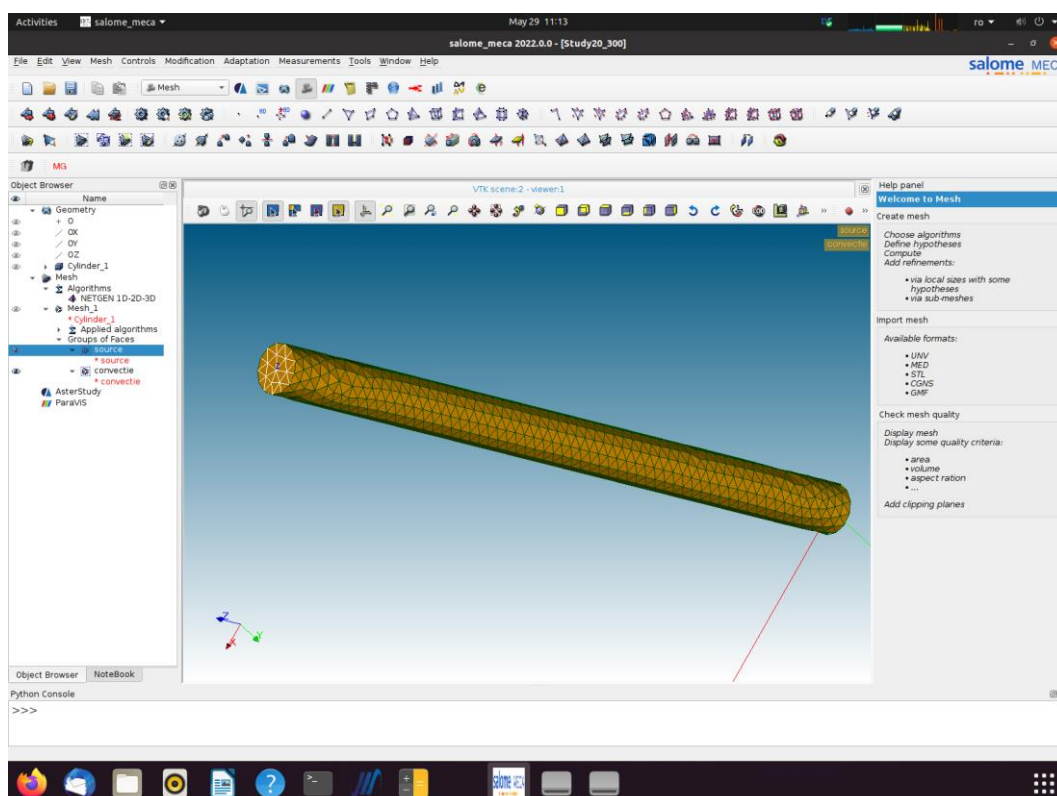 Activities salome_meca May 29 11:13 ro
salome_meca 2022.0.0 - [Study20_300]
File Edit View Mesh Controls Modification Adaptation Measurements Tools Window Help
salome MEC
Mesh
MG
Object Browser
Name
Geometry
O
OX
OY
OZ
Cylinder_1
Mesh
Algorithms
NETGEN 1D-2D-3D
Mesh_1
* Cylinder_1
Applied algorithms
Groups of Faces
source
* source
convectie
* convectie
AsterStudy
ParaViS
Object Browser NoteBook
VTK scene:2 - viewer:1
source
convectie
Z
X
Y
Help panel
Welcome to Mesh
Create mesh
Choose algorithms
Define hypotheses
Compute
Add refinements:
• via local sizes with some
hypotheses
• via sub-meshes
Import mesh
Available formats:
• UNV
• MED
• STL
• CGNS
• GMF
Check mesh quality
Display mesh
Display some quality criteria:
• area
• volume
• aspect ration
• ...
Add clipping planes
Python Console
>>>
salome MECA